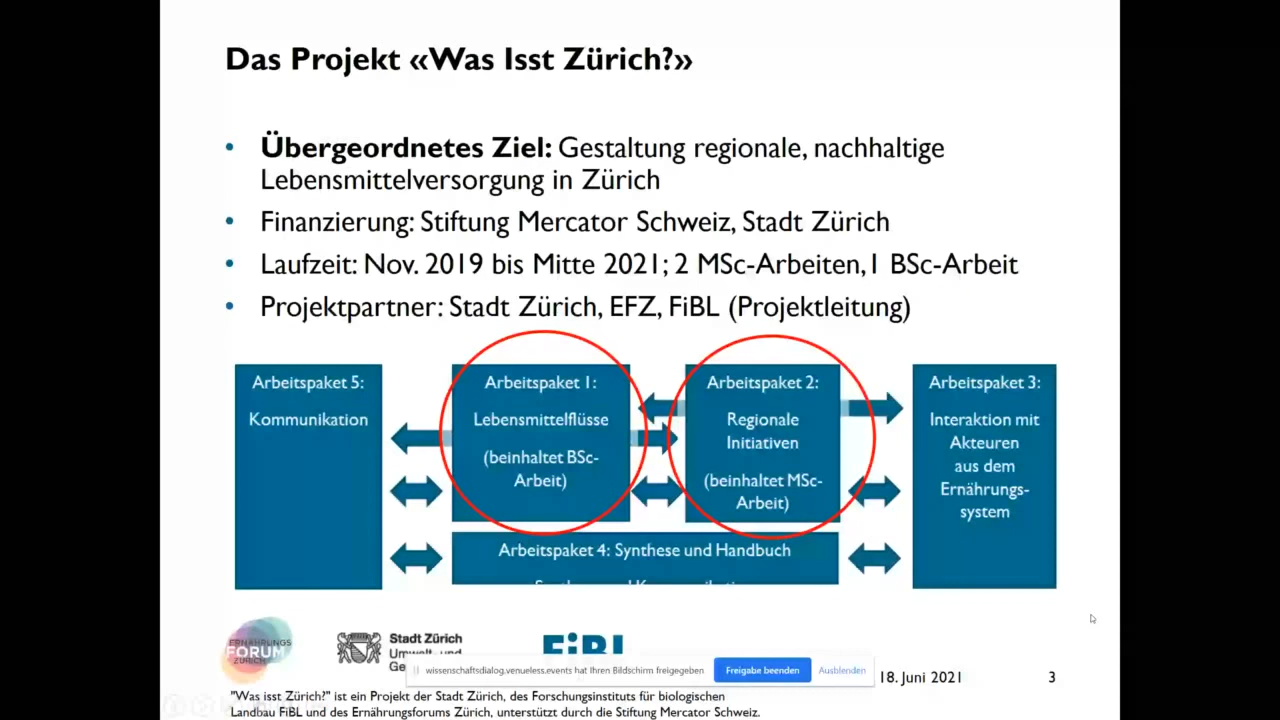 Das Projekt «Was Isst Zürich?»
• Übergeordnetes Ziel: Gestaltung regionale, nachhaltige
Lebensmittelversorgung in Zürich
• Finanzierung: Stiftung Mercator Schweiz, Stadt Zürich
• Laufzeit: Nov. 2019 bis Mitte 2021; 2 MSc-Arbeiten, 1 BSc-Arbeit
• Projektpartner: Stadt Zürich, EFZ, FiBL (Projektleitung)
Arbeitspaket 5:
Kommunikation
Arbeitspaket 1:
Lebensmittelflüsse
(beinhaltet BSc-
Arbeit)
Arbeitspaket 2:
Regionale
Initiativen
(beinhaltet MSc-
Arbeit)
Arbeitspaket 3:
Interaktion mit
Akteuren
aus dem
Ernährungs-
system
Arbeitspaket 4: Synthese und Handbuch
ERNÄHRUNGS
FORUM
ZÜRICH
Stadt Zürich
FiBL
wissenschaftsdialog.venueless.events hat Ihren Bildschirm freigegeben
Freigabe beenden
Ausblenden
18. Juni 2021
3
"Was isst Zürich?" ist ein Projekt der Stadt Zürich, des Forschungsinstituts für biologischen
Landbau FiBL und des Ernährungsforums Zürich, unterstützt durch die Stiftung Mercator Schweiz.